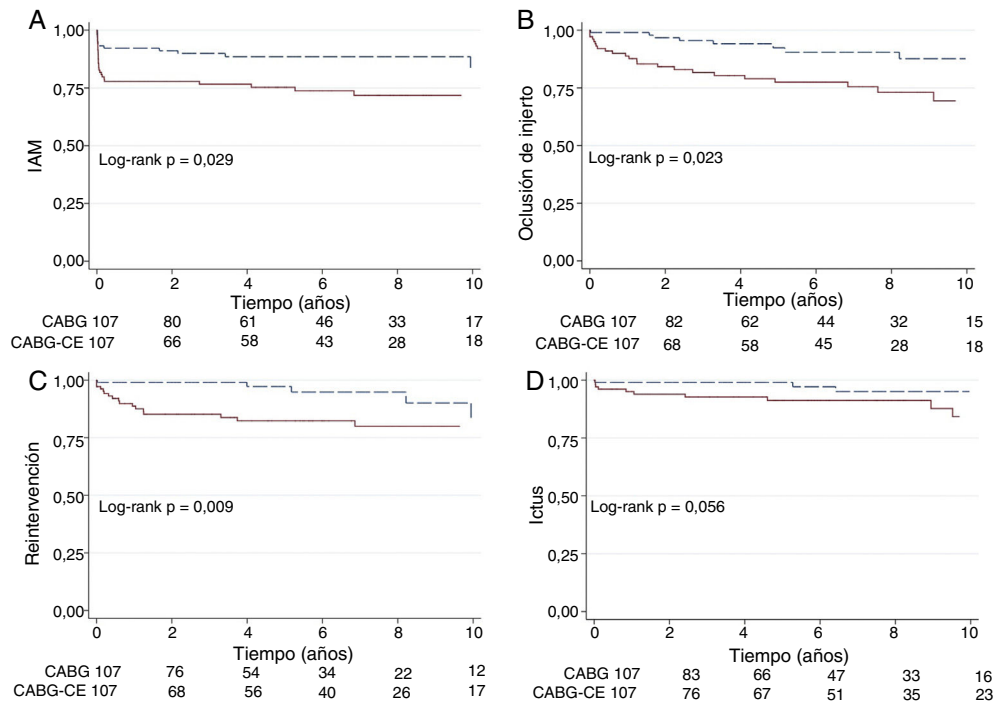 A
1,00
0,75
0,50
0,25
0,00
IAM
Log-rank p = 0,029
0 2 4 6 8 10
Tiempo (años)
CABG 107 80 61 46 33 17
CABG-CE 107 66 58 43 28 18
B
1,00
0,75
0,50
0,25
0,00
Oclusión de injerto
Log-rank p = 0,023
0 2 4 6 8 10
Tiempo (años)
CABG 107 82 62 44 32 15
CABG-CE 107 68 58 45 28 18
C
1,00
0,75
0,50
0,25
0,00
Reintervención
Log-rank p = 0,009
0 2 4 6 8 10
Tiempo (años)
CABG 107 76 54 34 22 12
CABG-CE 107 68 56 40 26 17
D
1,00
0,75
0,50
0,25
0,00
Ictus
Log-rank p = 0,056
0 2 4 6 8 10
Tiempo (años)
CABG 107 83 66 47 33 16
CABG-CE 107 76 67 51 35 23